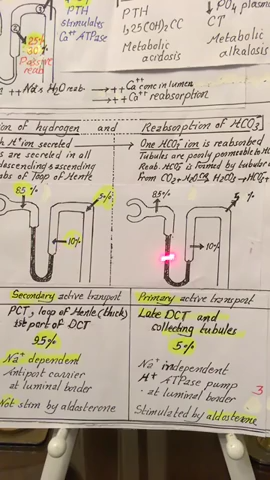 PTH
stimulates
Ca++ ATPase
25%
30%
Passive
reab
PTH
1,25(OH)2CC
Metabolic
acidosis
↓PO4 plasma
CT
Metabolic
alkalosis
++ Na & H2O reab. → ++ Ca++ conc in lumen
→ ++ Ca++ reabsorption
ion of hydrogen and Reabsorption of HCO3
H+ ion secreted
s are secreted in all
descending & ascending
bs of loop of Henle
→ One HCO3 ion is reabsorbed
Tubules are poorly permeable to
Reab. HCO3 is formed by tubular
From CO2+H2O → H2CO3 → HCO3+
85%
5%
10%
85%
5%
10%
Secondary active transport
PCT, loop of Henle (thick)
1st part of DCT
95%
Na+ dependent
Antiport carrier
at luminal border
Not stim by aldosterone
Primary active transport
Late DCT and
collecting tubules
5%
Na+ independent
H+ ATPase pump
at luminal border
3
Stimulated by aldosterone